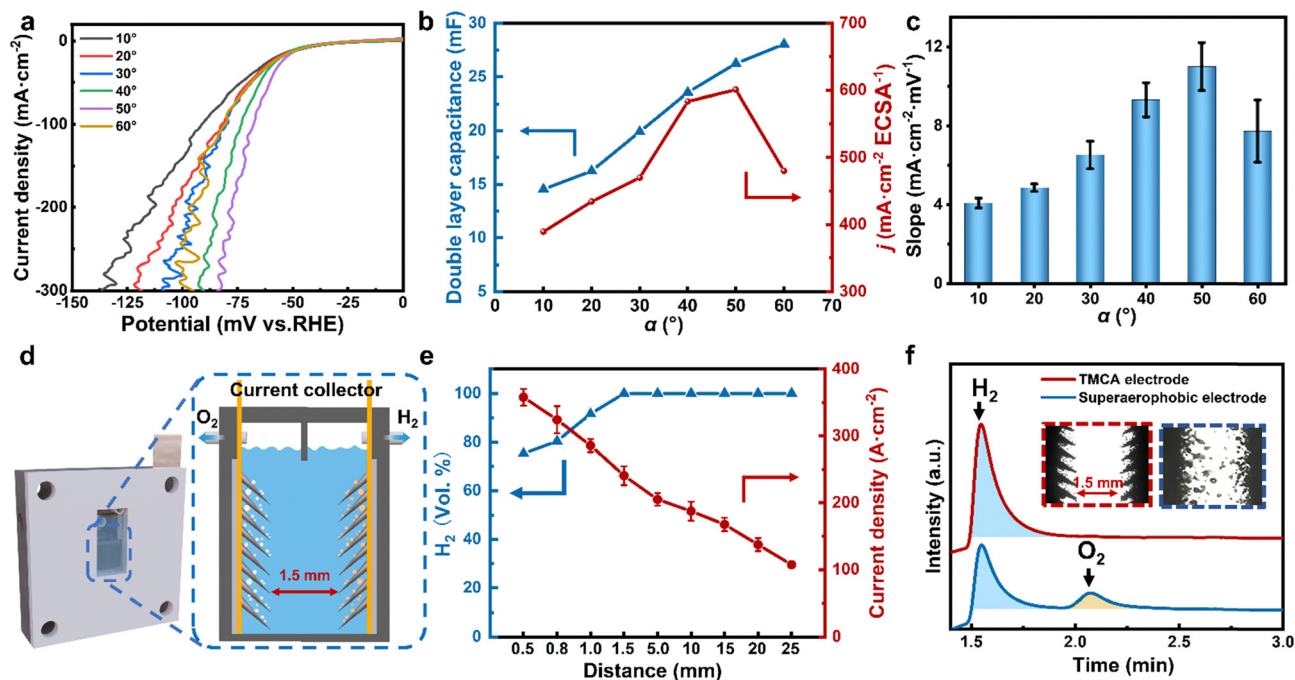 a
10°
20°
30°
40°
50°
60°
0
-100
-200
-300
-150
-125
-100
-75
-50
-25
0
Current density (mA·cm⁻²)
Potential (mV vs.RHE)
b
30
25
20
15
10
5
0 10 20 30 40 50 60 70
700
600
500
400
300
Double layer capacitance (mF)
j (mA·cm⁻² ECSA⁻¹)
α (°)
c
12
8
4
0
10 20 30 40 50 60
Slope (mA·cm⁻²·mV⁻¹)
α (°)
d
Current collector
O₂
H₂
1.5 mm
e
100
80
60
40
20
0
0.5 0.8 1.0 1.5 5.0 10 15 20 25
400
300
200
100
0
H₂ (Vol. %)
Current density (A·cm⁻²)
Distance (mm)
f
H₂
TMCA electrode
Superaerophobic electrode
1.5 mm
O₂
Intensity (a.u.)
1.5 2.0 2.5 3.0
Time (min)